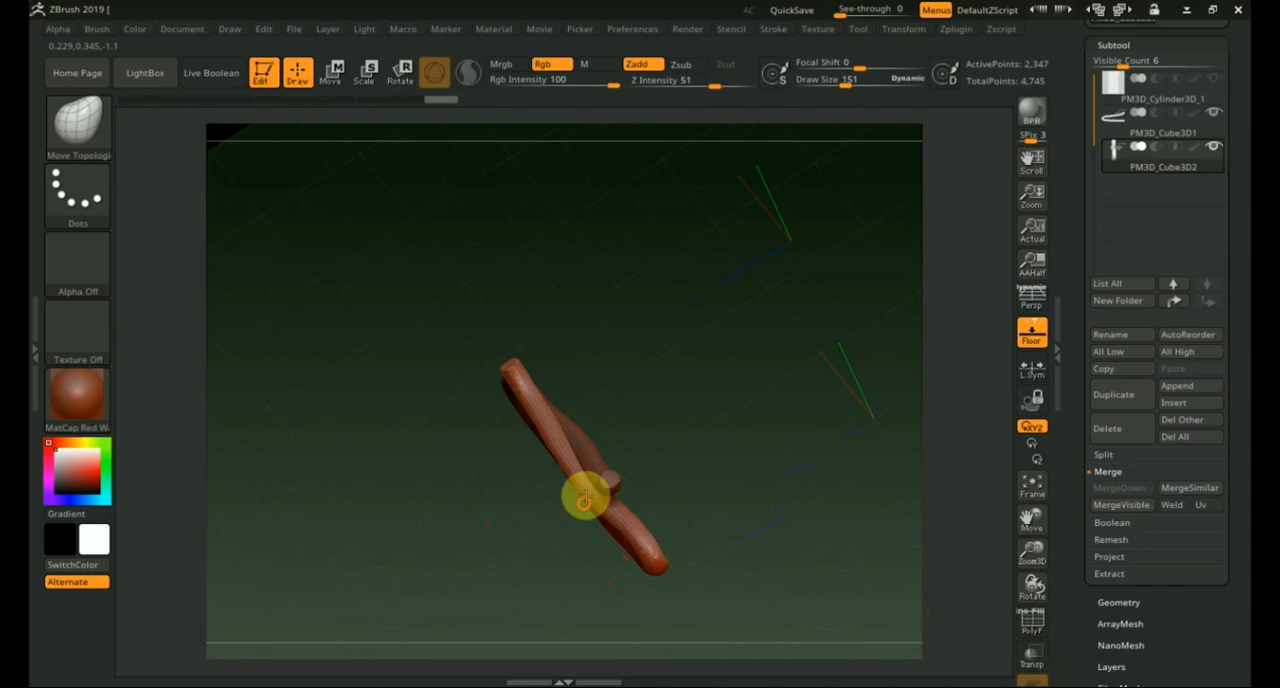 ZBrush 2019 [
AC QuickSave See-through 0 Menus DefaultZScript
Alpha Brush Color Document Draw Edit File Layer Light Macro Marker Material Movie Picker Preferences Render Stencil Stroke Texture Tool Transform Zplugin Zscript
0.229,0.345,-1.1
Home Page LightBox Live Boolean Edit Draw Move Scale Rotate
Mrgb Rgb M Zadd Zsub Zcut
Rgb Intensity 100 Z Intensity 51
Focal Shift 0
Draw Size 151 Dynamic
ActivePoints: 2,347
TotalPoints: 4,745
S
D
Move Topologi
Dots
Alpha Off
Texture Off
MatCap Red W
Gradient
SwitchColor
Alternate
BPR
SPix 3
Scroll
Zoom
Actual
AAHalf
Persp
Floor
L.Sym
XYZ
Frame
Move
Zoom3D
Rotate
PolyF
Transp
Subtool
Visible Count 6
PM3D_Cylinder3D_1
PM3D_Cube3D1
PM3D_Cube3D2
List All
New Folder
Rename AutoReorder
All Low All High
Copy Paste
Duplicate Append
Insert
Delete Del Other
Del All
Split
Merge
MergeDown MergeSimilar
MergeVisible Weld Uv
Boolean
Remesh
Project
Extract
Geometry
ArrayMesh
NanoMesh
Layers